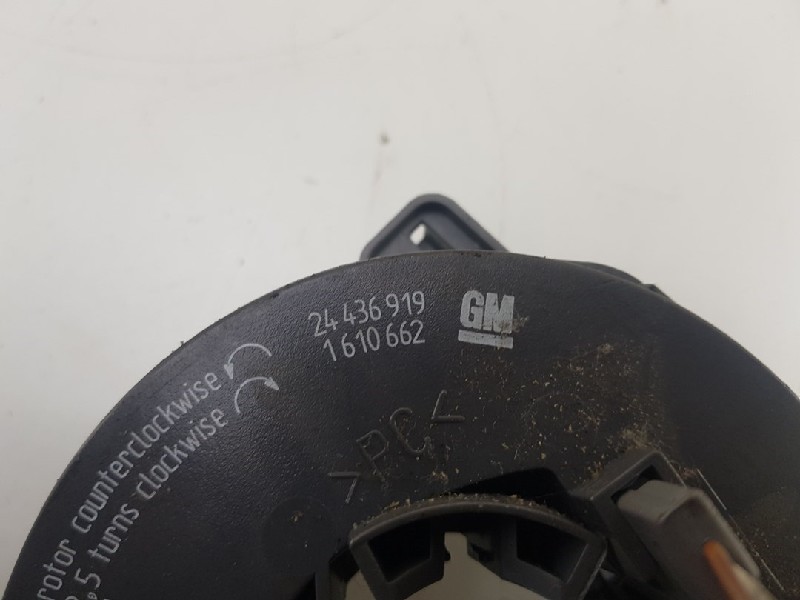 24 436 919
1 610 662
GM
>PC<
rotor counterclockwise
.5 turns clockwise